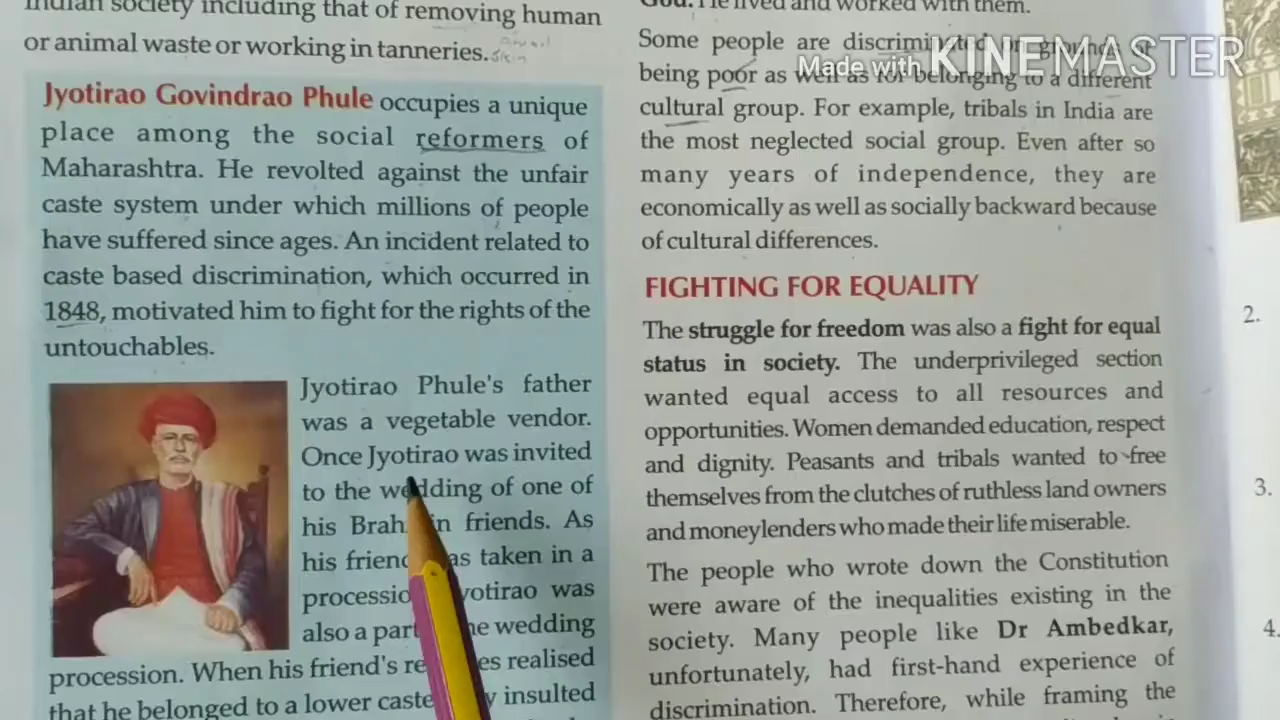 Indian society including that of removing human
or animal waste or working in tanneries.
Jyotirao Govindrao Phule occupies a unique
place among the social reformers of
Maharashtra. He revolted against the unfair
caste system under which millions of people
have suffered since ages. An incident related to
caste based discrimination, which occurred in
1848, motivated him to fight for the rights of the
untouchables.
Jyotirao Phule's father
was a vegetable vendor.
Once Jyotirao was invited
to the wedding of one of
his friends. As
his taken in a
was
also a part wedding
procession. When his friend's realised
that he belonged to a lower caste insulted
God. He lived and worked with them.
Some people are discriminated on grounds of
being poor as well as for belonging to a different
cultural group. For example, tribals in India are
the most neglected social group. Even after so
many years of independence, they are
economically as well as socially backward because
of cultural differences.
FIGHTING FOR EQUALITY
The struggle for freedom was also a fight for equal
status in society. The underprivileged section
wanted equal access to all resources and
opportunities. Women demanded education, respect
and dignity. Peasants and tribals wanted to free
themselves from the clutches of ruthless land owners
and moneylenders who made their life miserable.
The people who wrote down the Constitution
were aware of the inequalities existing in the
society. Many people like Dr Ambedkar,
unfortunately, had first-hand experience of
discrimination. Therefore, while framing the
2.
3.
4.
Made with KINEMASTER